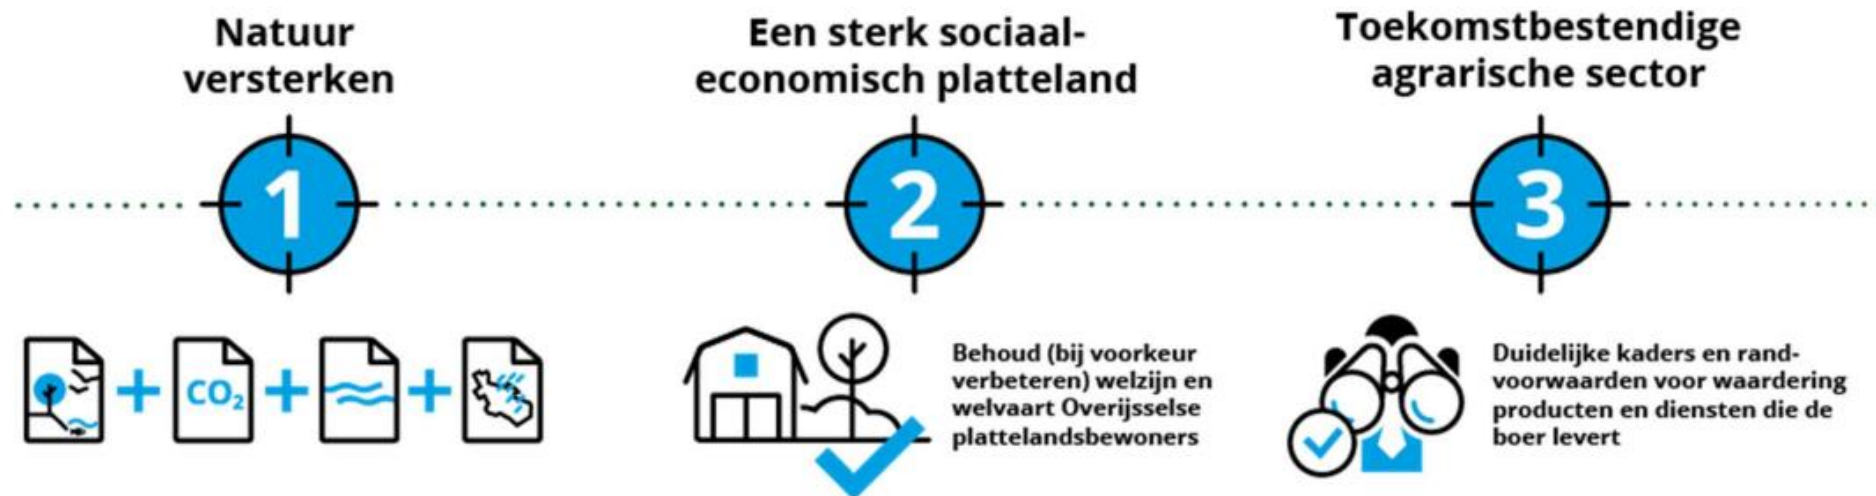 Natuur
versterken
1
CO₂
Een sterk sociaal-
economisch platteland
2
Behoud (bij voorkeur
verbeteren) welzijn en
welvaart Overijsselse
plattelandsbewoners
Toekomstbestendige
agrarische sector
3
Duidelijke kaders en rand-
voorwaarden voor waardering
producten en diensten die de
boer levert